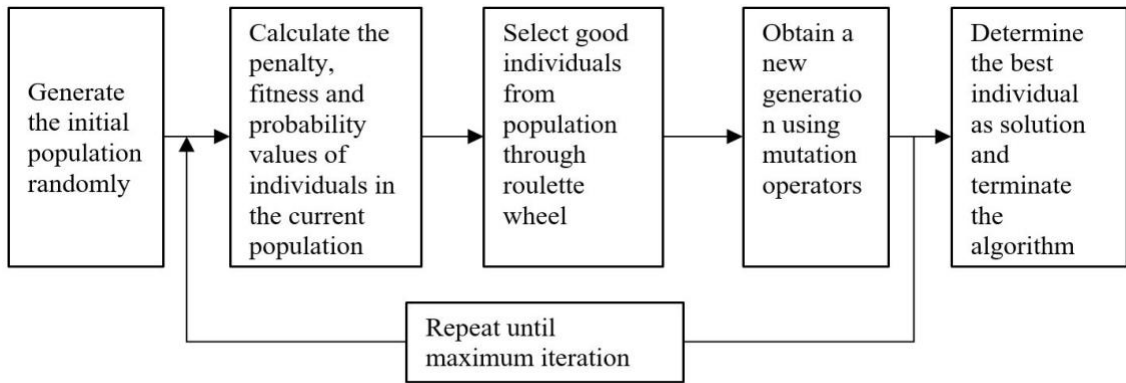 Generate
the initial
population
randomly
Calculate the
penalty,
fitness and
probability
values of
individuals in
the current
population
Select good
individuals
from
population
through
roulette
wheel
Obtain a
new
generatio
n using
mutation
operators
Determine
the best
individual
as solution
and
terminate
the
algorithm
Repeat until
maximum iteration